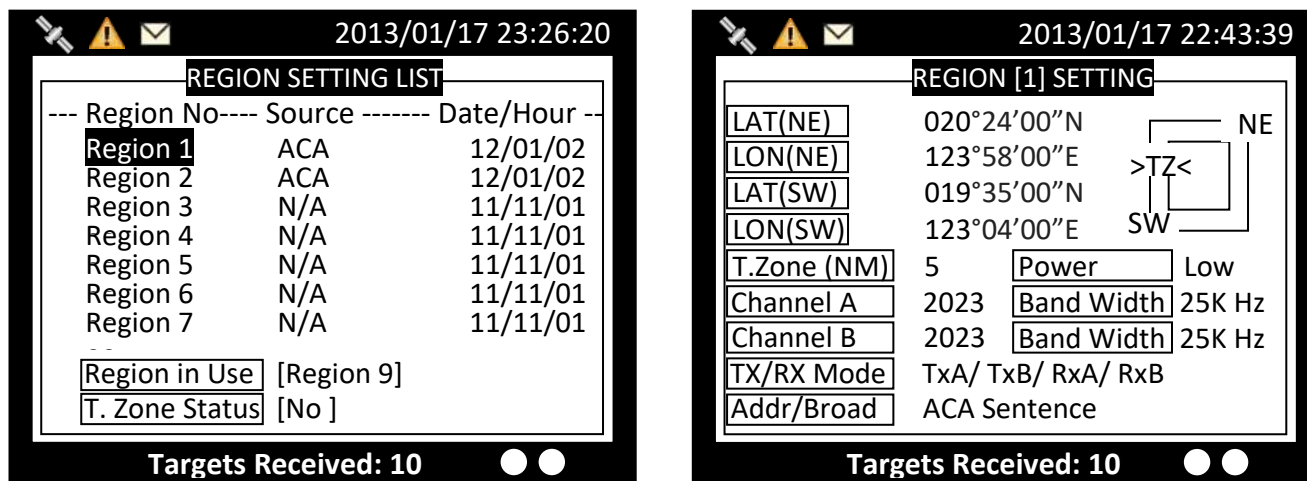 2013/01/17 23:26:20
REGION SETTING LIST
--- Region No---- Source ------- Date/Hour --
Region 1 ACA 12/01/02
Region 2 ACA 12/01/02
Region 3 N/A 11/11/01
Region 4 N/A 11/11/01
Region 5 N/A 11/11/01
Region 6 N/A 11/11/01
Region 7 N/A 11/11/01
Region in Use [Region 9]
T. Zone Status [No ]
Targets Received: 10
2013/01/17 22:43:39
REGION [1] SETTING
LAT(NE) 020°24’00”N
LON(NE) 123°58’00”E
LAT(SW) 019°35’00”N
LON(SW) 123°04’00”E
NE
>TZ<
SW
T.Zone (NM) 5 Power Low
Channel A 2023 Band Width 25K Hz
Channel B 2023 Band Width 25K Hz
TX/RX Mode TxA/ TxB/ RxA/ RxB
Addr/Broad ACA Sentence
Targets Received: 10